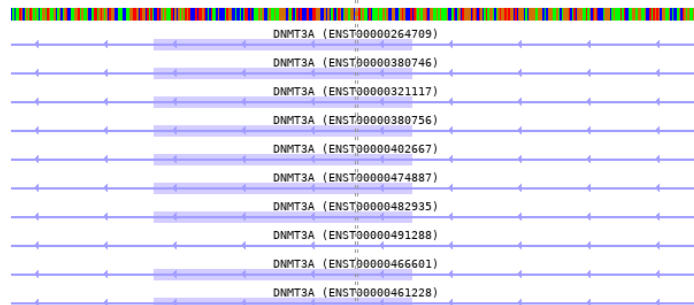 DNMT3A (ENST00000264709)
DNMT3A (ENST00000380746)
DNMT3A (ENST00000321117)
DNMT3A (ENST00000380756)
DNMT3A (ENST00000402667)
DNMT3A (ENST00000474887)
DNMT3A (ENST00000482935)
DNMT3A (ENST00000491288)
DNMT3A (ENST00000466601)
DNMT3A (ENST00000461228)